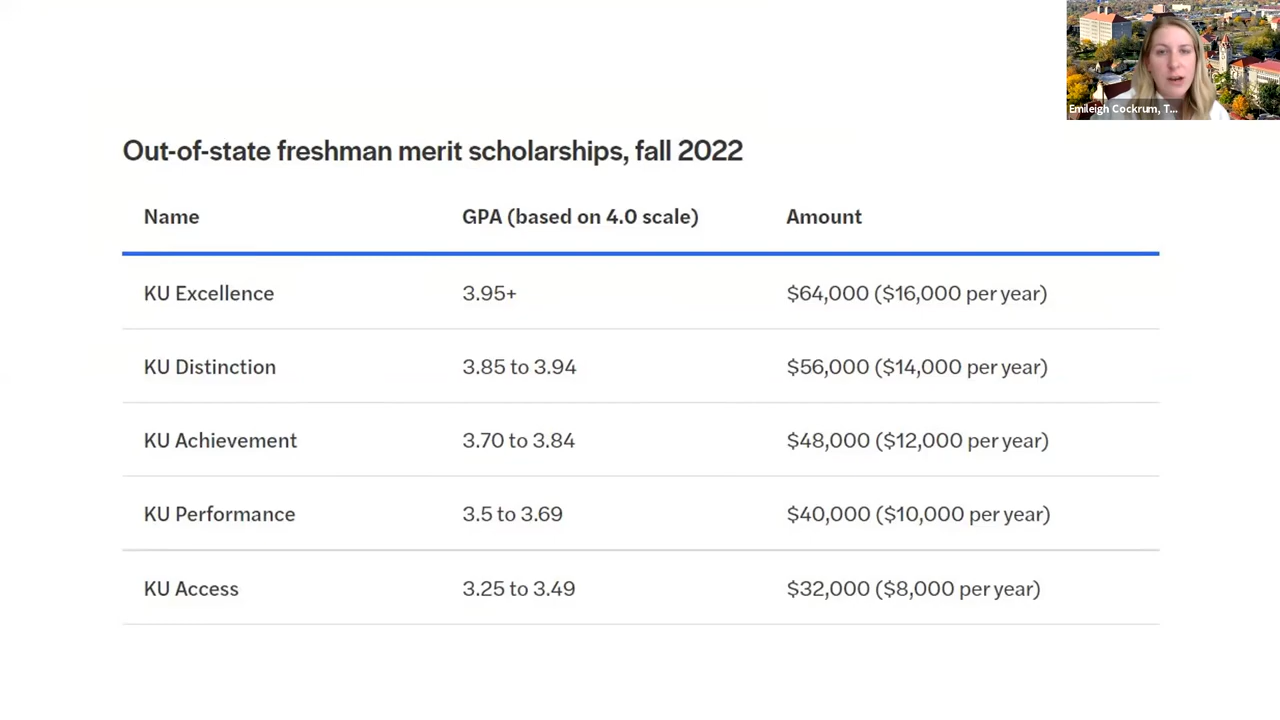 Emileigh Cockrum, T...
Out-of-state freshman merit scholarships, fall 2022
Name GPA (based on 4.0 scale) Amount
KU Excellence 3.95+ $64,000 ($16,000 per year)
KU Distinction 3.85 to 3.94 $56,000 ($14,000 per year)
KU Achievement 3.70 to 3.84 $48,000 ($12,000 per year)
KU Performance 3.5 to 3.69 $40,000 ($10,000 per year)
KU Access 3.25 to 3.49 $32,000 ($8,000 per year)